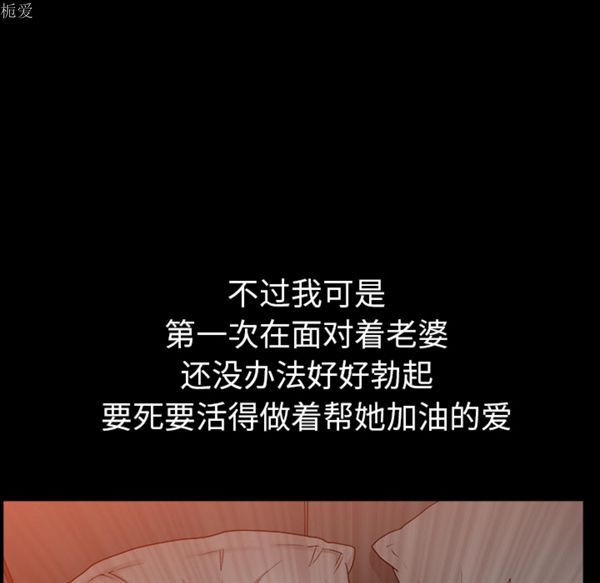 栀爱
不过我可是
第一次在面对着老婆
还没办法好好勃起
要死要活得做着帮她加油的爱